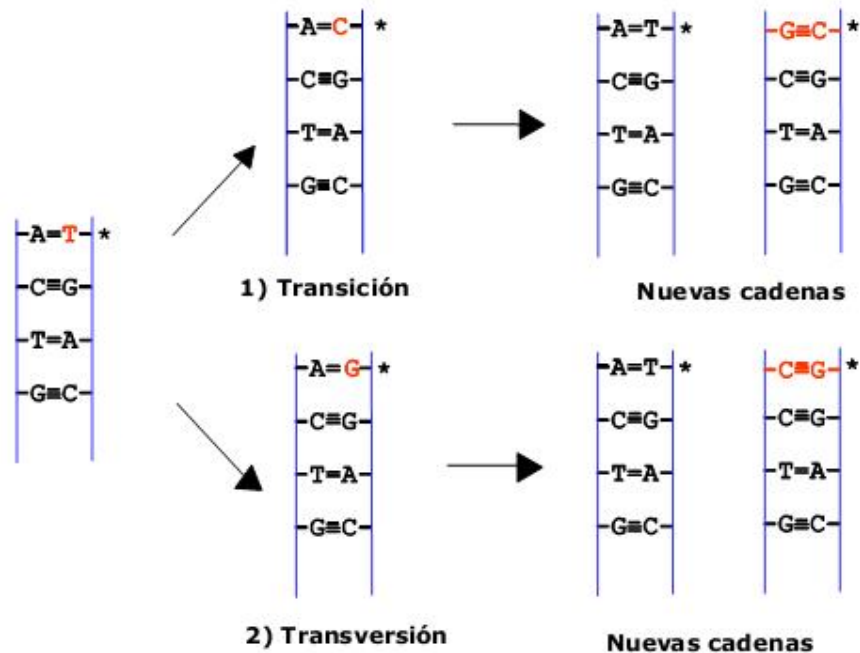 A=C *
C≡G
T=A
G≡C
1) Transición
A=T *
C≡G
T=A
G≡C
G≡C *
C≡G
T=A
G≡C
Nuevas cadenas
A=T *
C≡G
T=A
G≡C
A=G *
C≡G
T=A
G≡C
2) Transversión
A=T *
C≡G
T=A
G≡C
C≡G *
C≡G
T=A
G≡C
Nuevas cadenas